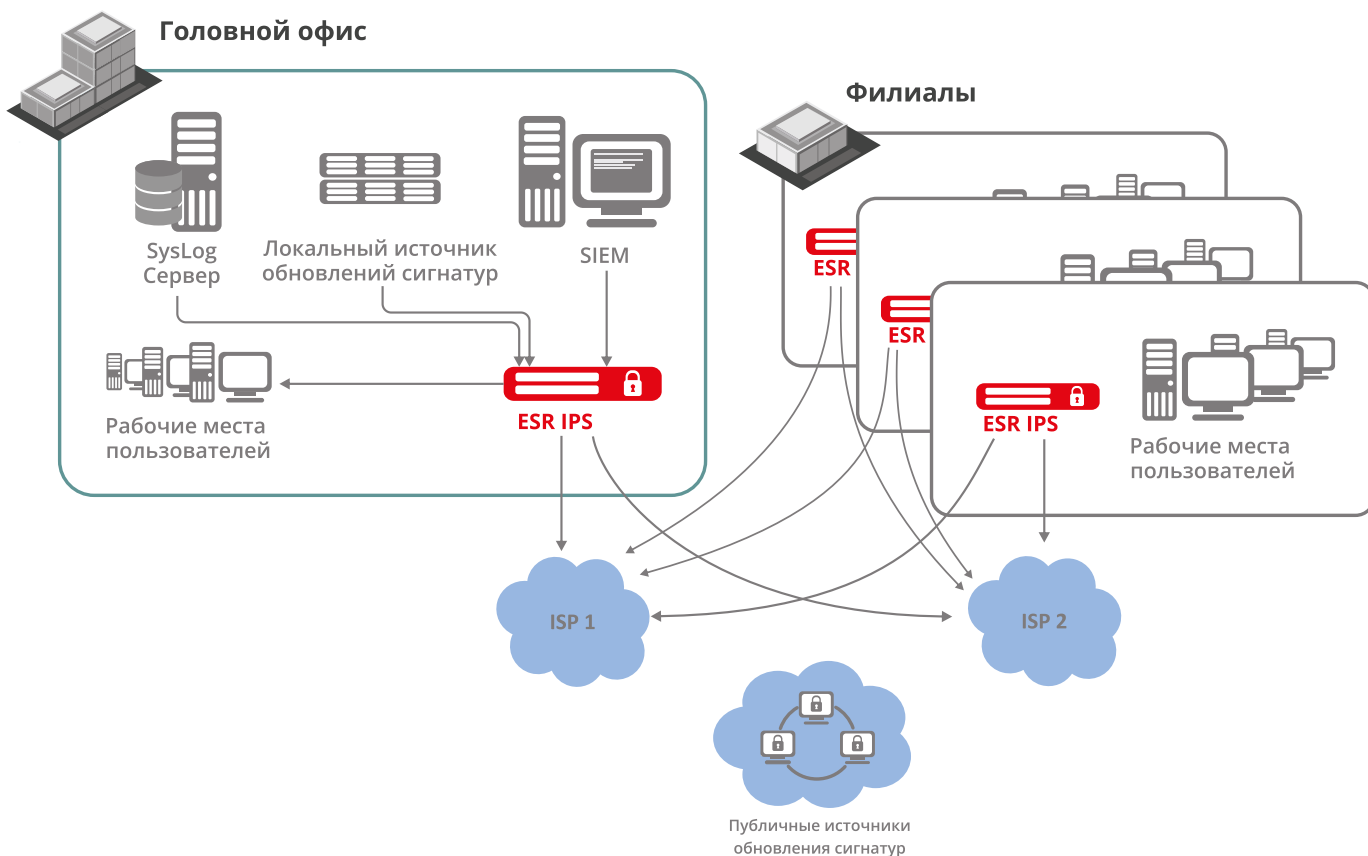 Головной офис
Филиалы
SysLog
Сервер
Локальный источник
обновлений сигнатур
SIEM
ESR
ESR
Рабочие места
пользователей
ESR IPS
ESR IPS
Рабочие места
пользователей
ISP 1
ISP 2
Публичные источники
обновления сигнатур